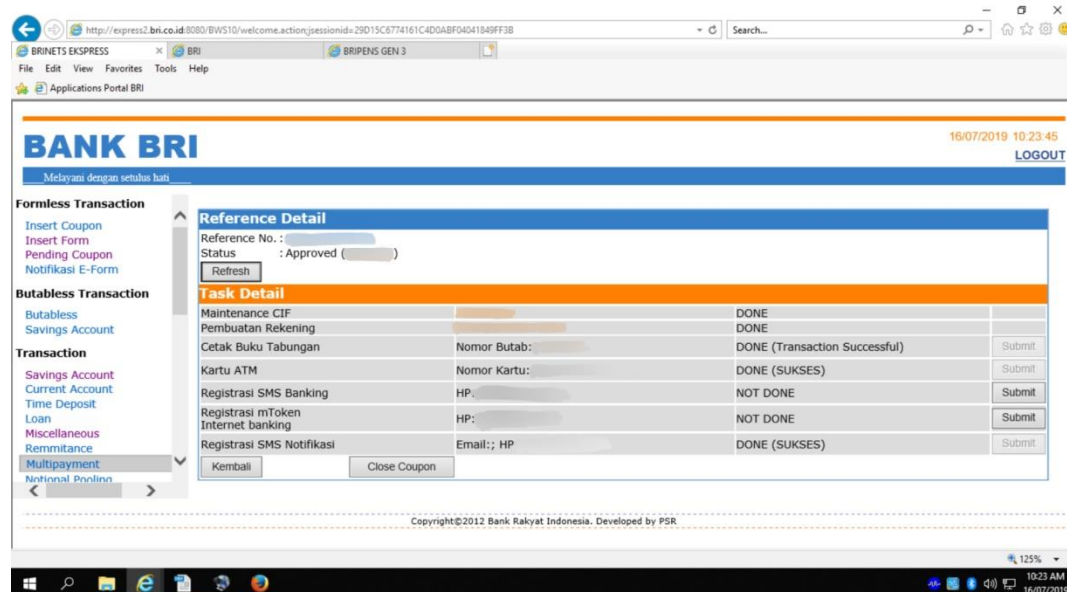 http://express2.bri.co.id:8080/BWS10/welcome.action;jsessionid=29D15C6774161C4D0ABF04041849FF3B
Search...
BRINETS EKSPRESS
BRI
BRIPENS GEN 3
File Edit View Favorites Tools Help
Applications Portal BRI
BANK BRI
16/07/2019 10:23:45
LOGOUT
Melayani dengan setulus hati
Formless Transaction
Insert Coupon
Insert Form
Pending Coupon
Notifikasi E-Form
Butabless Transaction
Butabless
Savings Account
Transaction
Savings Account
Current Account
Time Deposit
Loan
Miscellaneous
Remmitance
Multipayment
Notional Pooling
Reference Detail
Reference No. :
Status : Approved ( )
Refresh
Task Detail
Maintenance CIF DONE
Pembuatan Rekening DONE
Cetak Buku Tabungan Nomor Butab: DONE (Transaction Successful) Submit
Kartu ATM Nomor Kartu: DONE (SUKSES) Submit
Registrasi SMS Banking HP: NOT DONE Submit
Registrasi mToken
Internet banking HP: NOT DONE Submit
Registrasi SMS Notifikasi Email:; HP DONE (SUKSES) Submit
Kembali Close Coupon
Copyright©2012 Bank Rakyat Indonesia. Developed by PSR
125%
10:23 AM
16/07/2019